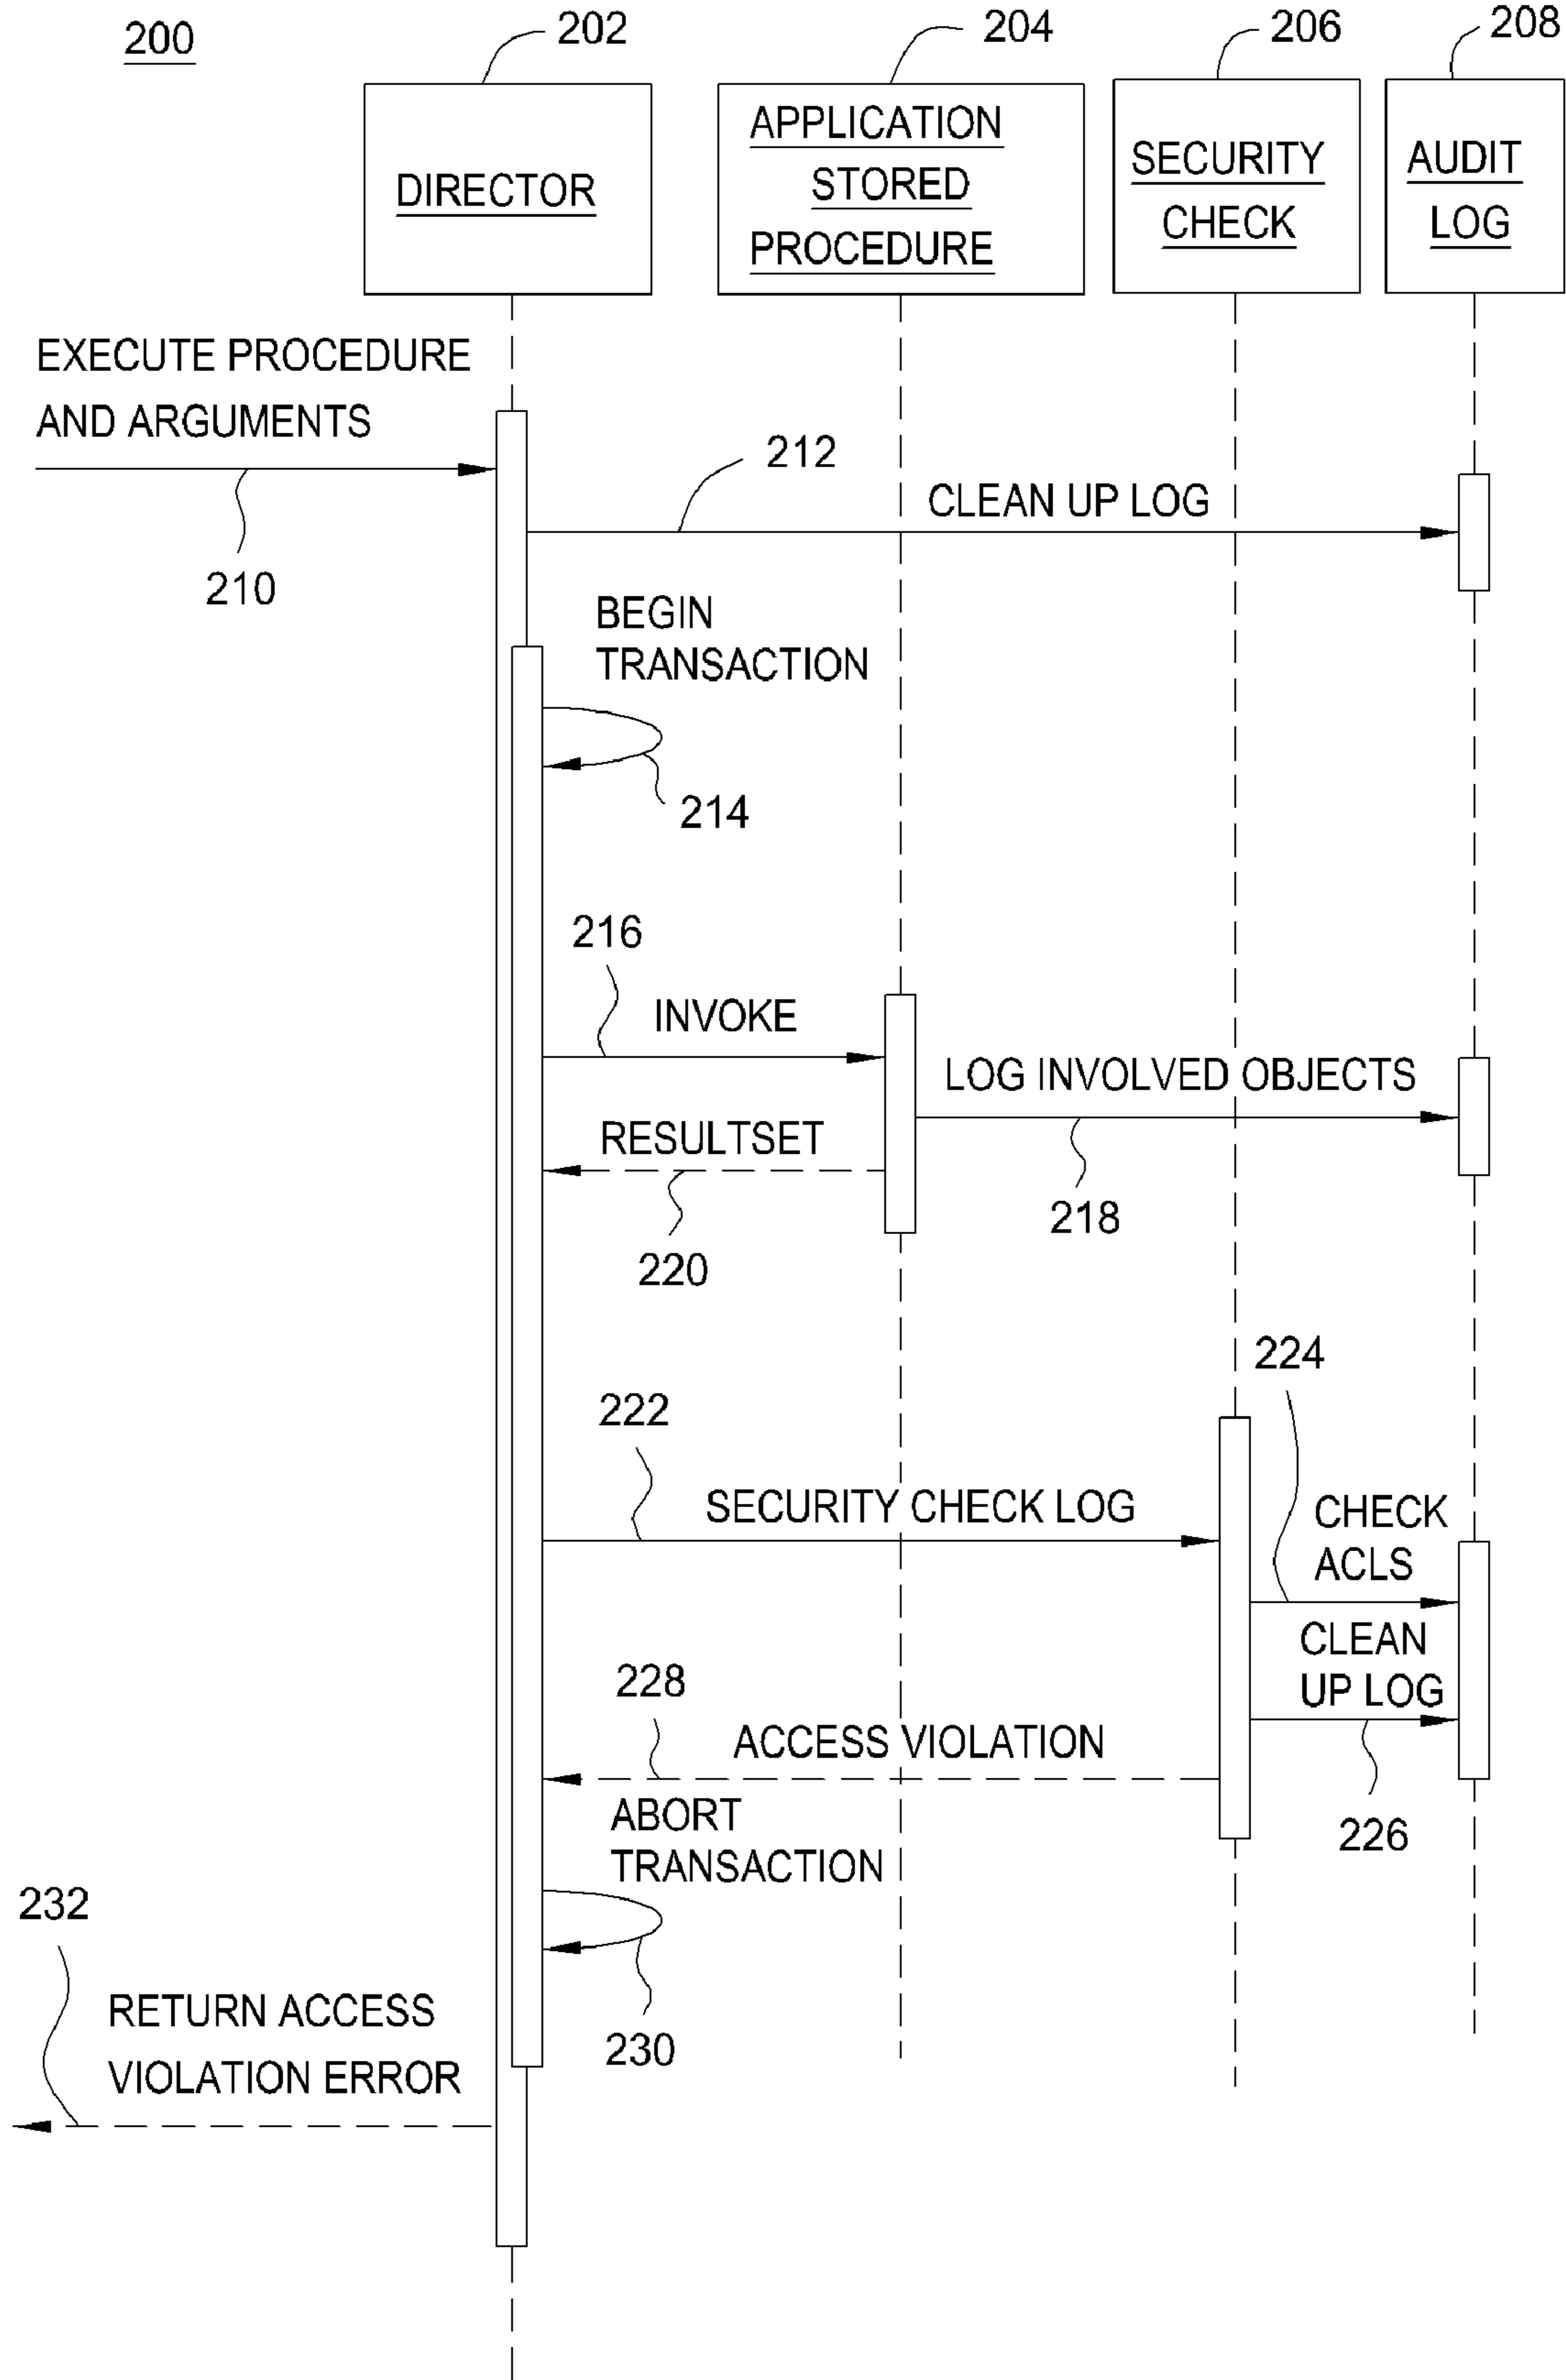 200
202
204
206
208
DIRECTOR
APPLICATION
STORED
PROCEDURE
SECURITY
CHECK
AUDIT
LOG
EXECUTE PROCEDURE
AND ARGUMENTS
210
212
CLEAN UP LOG
BEGIN
TRANSACTION
214
216
INVOKE
LOG INVOLVED OBJECTS
RESULTSET
218
220
224
222
SECURITY CHECK LOG
CHECK
ACLS
CLEAN
UP LOG
228
ACCESS VIOLATION
226
ABORT
TRANSACTION
232
RETURN ACCESS
VIOLATION ERROR
230